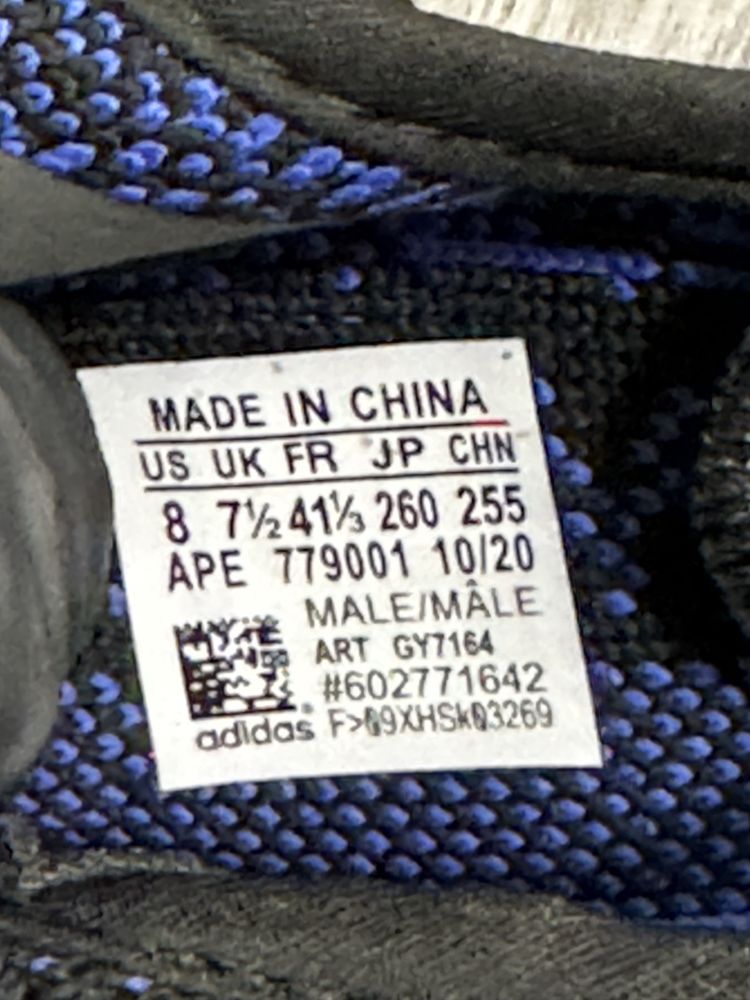 MADE IN CHINA
US UK FR JP CHN
8 7½ 41⅓ 260 255
APE 779001 10/20
MALE/MÂLE
ART GY7164
#602771642
adidas®